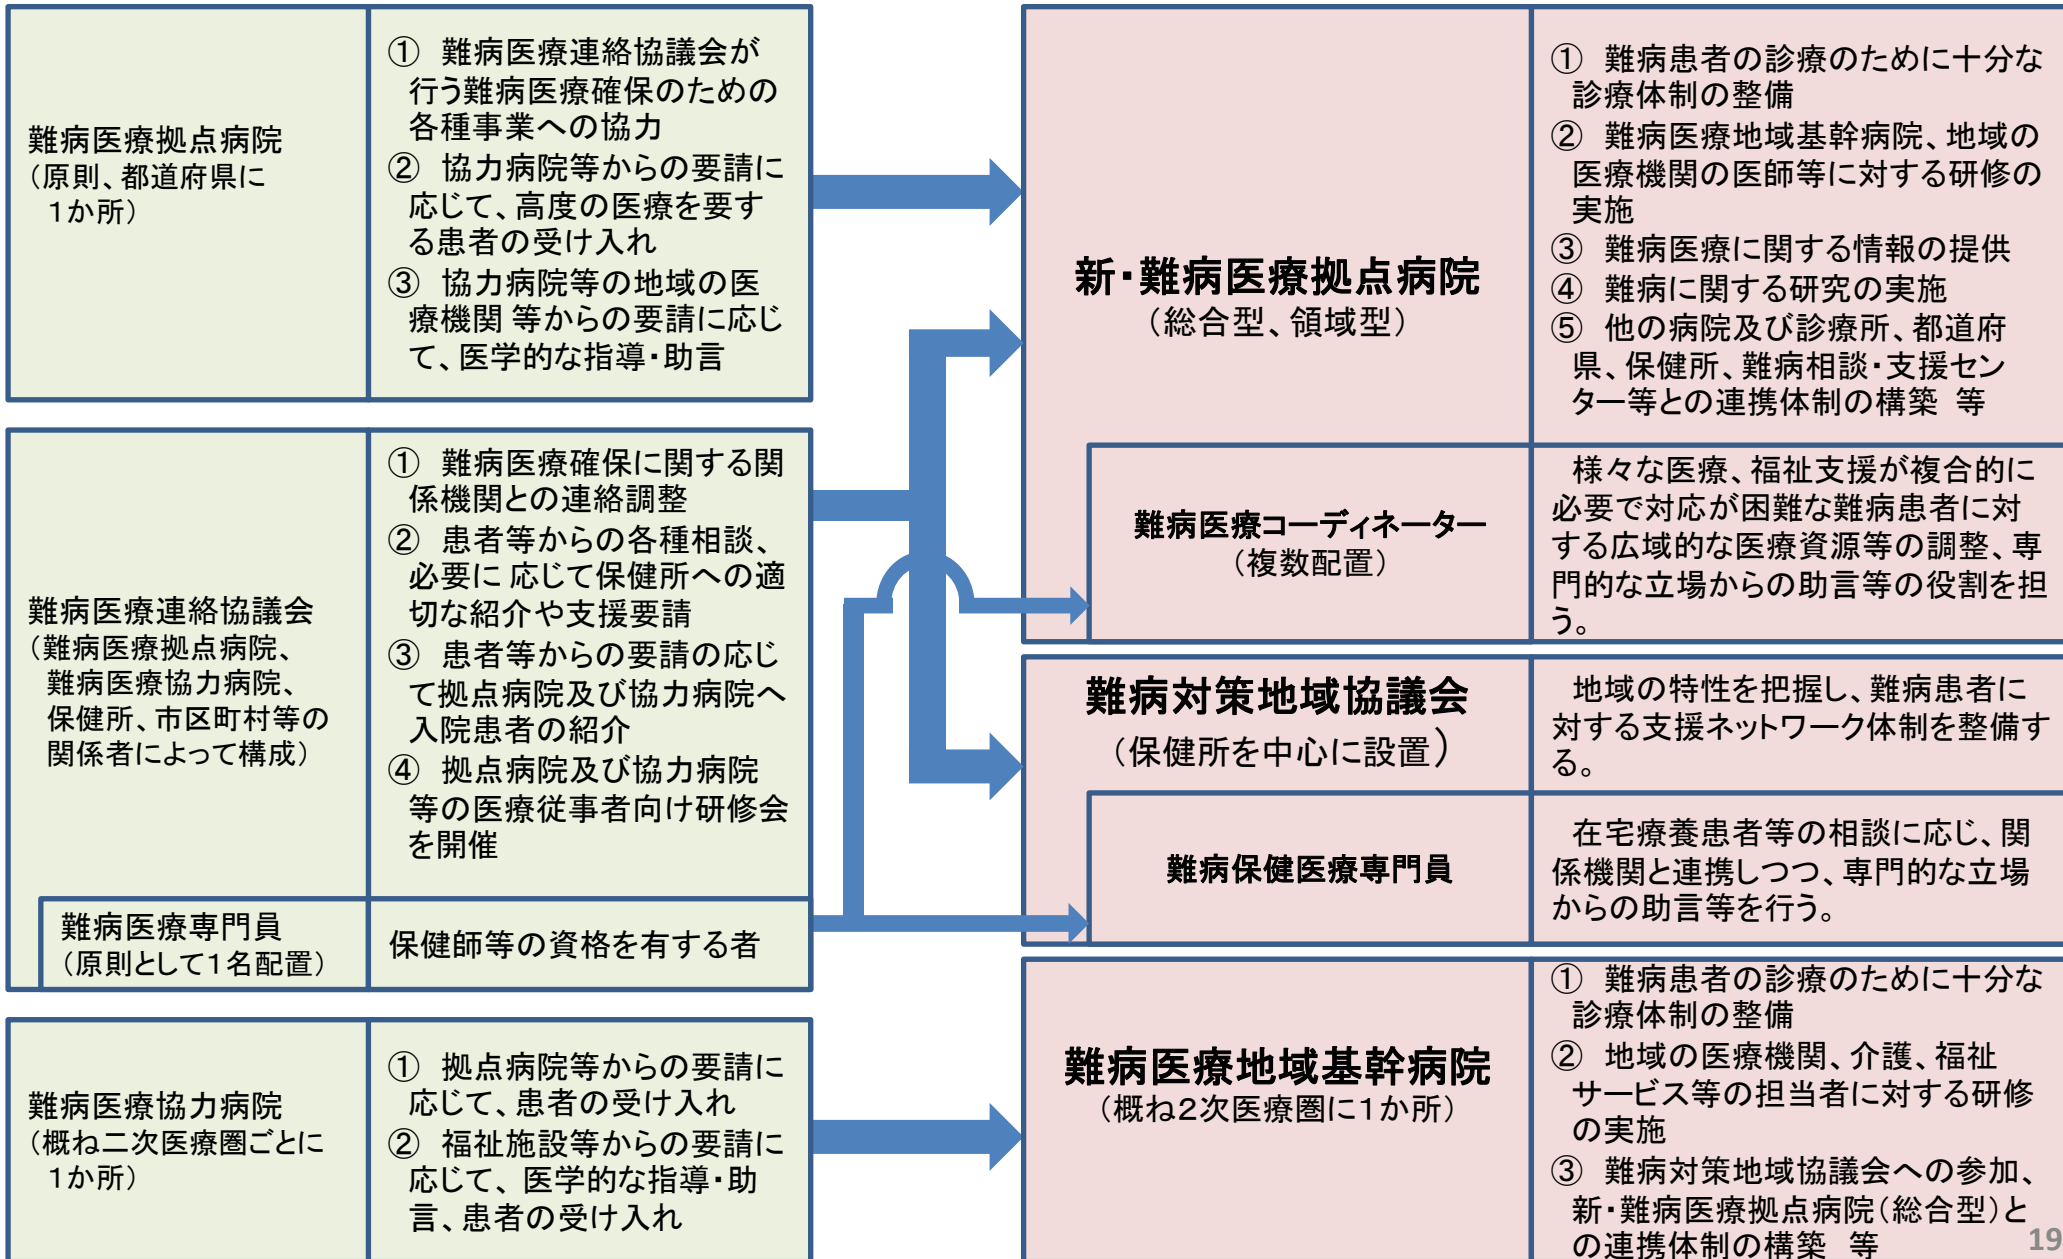 難病医療拠点病院
（原則、都道府県に
1か所）
① 難病医療連絡協議会が
行う難病医療確保のための
各種事業への協力
② 協力病院等からの要請に
応じて、高度の医療を要す
る患者の受け入れ
③ 協力病院等の地域の医
療機関 等からの要請に応じ
て、医学的な指導・助言
難病医療連絡協議会
（難病医療拠点病院、
難病医療協力病院、
保健所、市区町村等の
関係者によって構成）
① 難病医療確保に関する関
係機関との連絡調整
② 患者等からの各種相談、
必要に 応じて保健所への適
切な紹介や支援要請
③ 患者等からの要請の応じ
て拠点病院及び協力病院へ
入院患者の紹介
④ 拠点病院及び協力病院
等の医療従事者向け研修会
を開催
難病医療専門員
（原則として１名配置）
保健師等の資格を有する者
難病医療協力病院
（概ね二次医療圏ごとに
1か所）
① 拠点病院等からの要請に
応じて、患者の受け入れ
② 福祉施設等からの要請に
応じて、 医学的な指導・助
言、患者の受け入れ
新・難病医療拠点病院
（総合型、領域型）
① 難病患者の診療のために十分な
診療体制の整備
② 難病医療地域基幹病院、地域の
医療機関の医師等に対する研修の
実施
③ 難病医療に関する情報の提供
④ 難病に関する研究の実施
⑤ 他の病院及び診療所、都道府
県、保健所、難病相談・支援セン
ター等との連携体制の構築 等
難病医療コーディネーター
（複数配置）
様々な医療、福祉支援が複合的に
必要で対応が困難な難病患者に対
する広域的な医療資源等の調整、専
門的な立場からの助言等の役割を担
う。
難病対策地域協議会
（保健所を中心に設置）
地域の特性を把握し、難病患者に
対する支援ネットワーク体制を整備す
る。
難病保健医療専門員
在宅療養患者等の相談に応じ、関
係機関と連携しつつ、専門的な立場
からの助言等を行う。
難病医療地域基幹病院
（概ね２次医療圏に１か所）
① 難病患者の診療のために十分な
診療体制の整備
② 地域の医療機関、介護、福祉
サービス等の担当者に対する研修
の実施
③ 難病対策地域協議会への参加、
新・難病医療拠点病院（総合型）と
の連携体制の構築 等
19